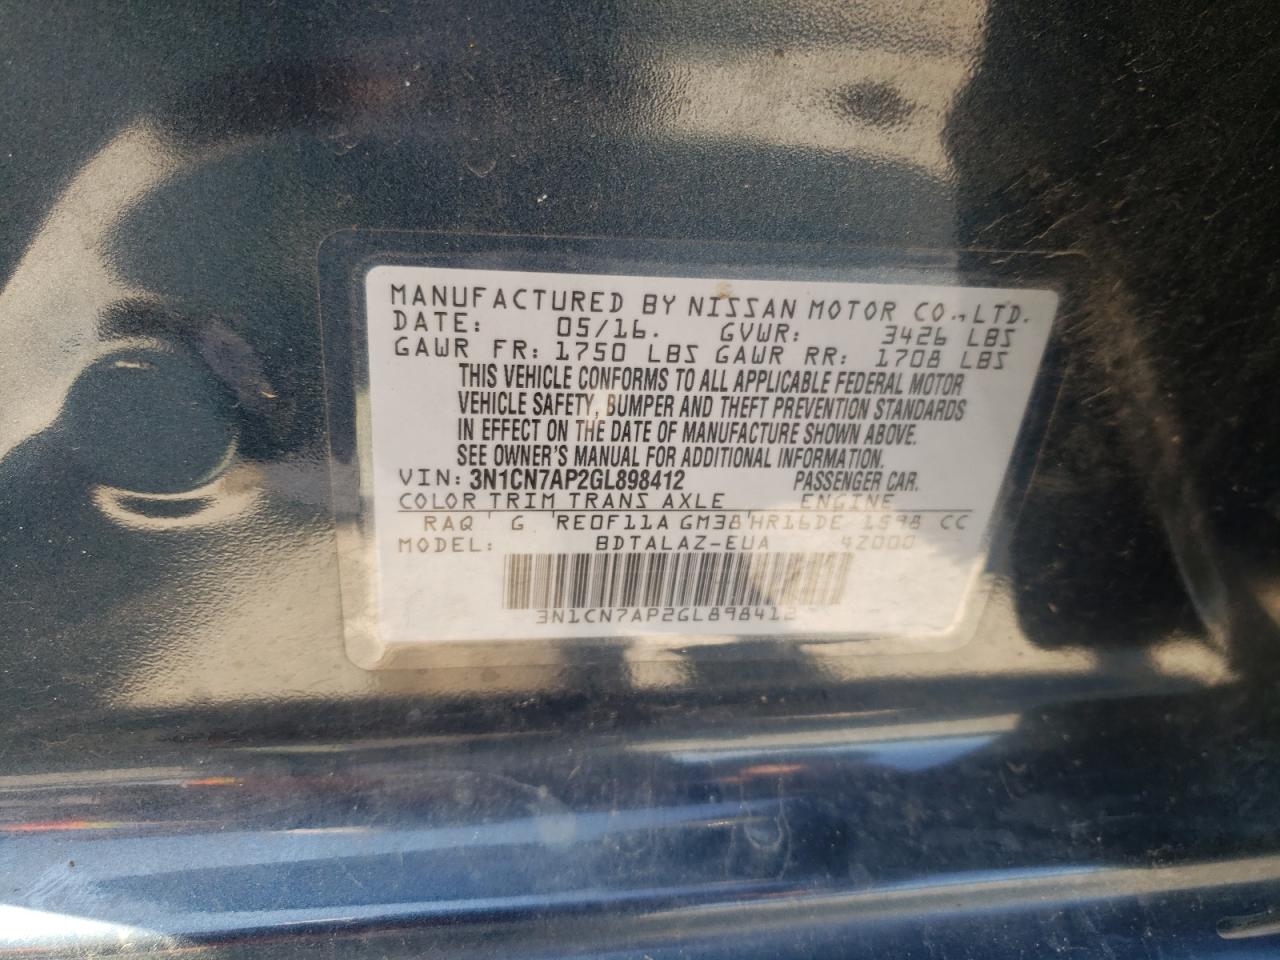 MANUFACTURED BY NISSAN MOTOR CO.,LTD.
DATE: 05/16. GVWR: 3426 LBS
GAWR FR: 1750 LBS GAWR RR: 1708 LBS
THIS VEHICLE CONFORMS TO ALL APPLICABLE FEDERAL MOTOR
VEHICLE SAFETY, BUMPER AND THEFT PREVENTION STANDARDS
IN EFFECT ON THE DATE OF MANUFACTURE SHOWN ABOVE.
SEE OWNER'S MANUAL FOR ADDITIONAL INFORMATION.
VIN: 3N1CN7AP2GL898412 PASSENGER CAR.
COLOR TRIM TRANS AXLE ENGINE
RAQ G RE0F11A GM38 HR16DE 1598 CC
MODEL: BDTALAZ-EUA 4Z000
3N1CN7AP2GL898412